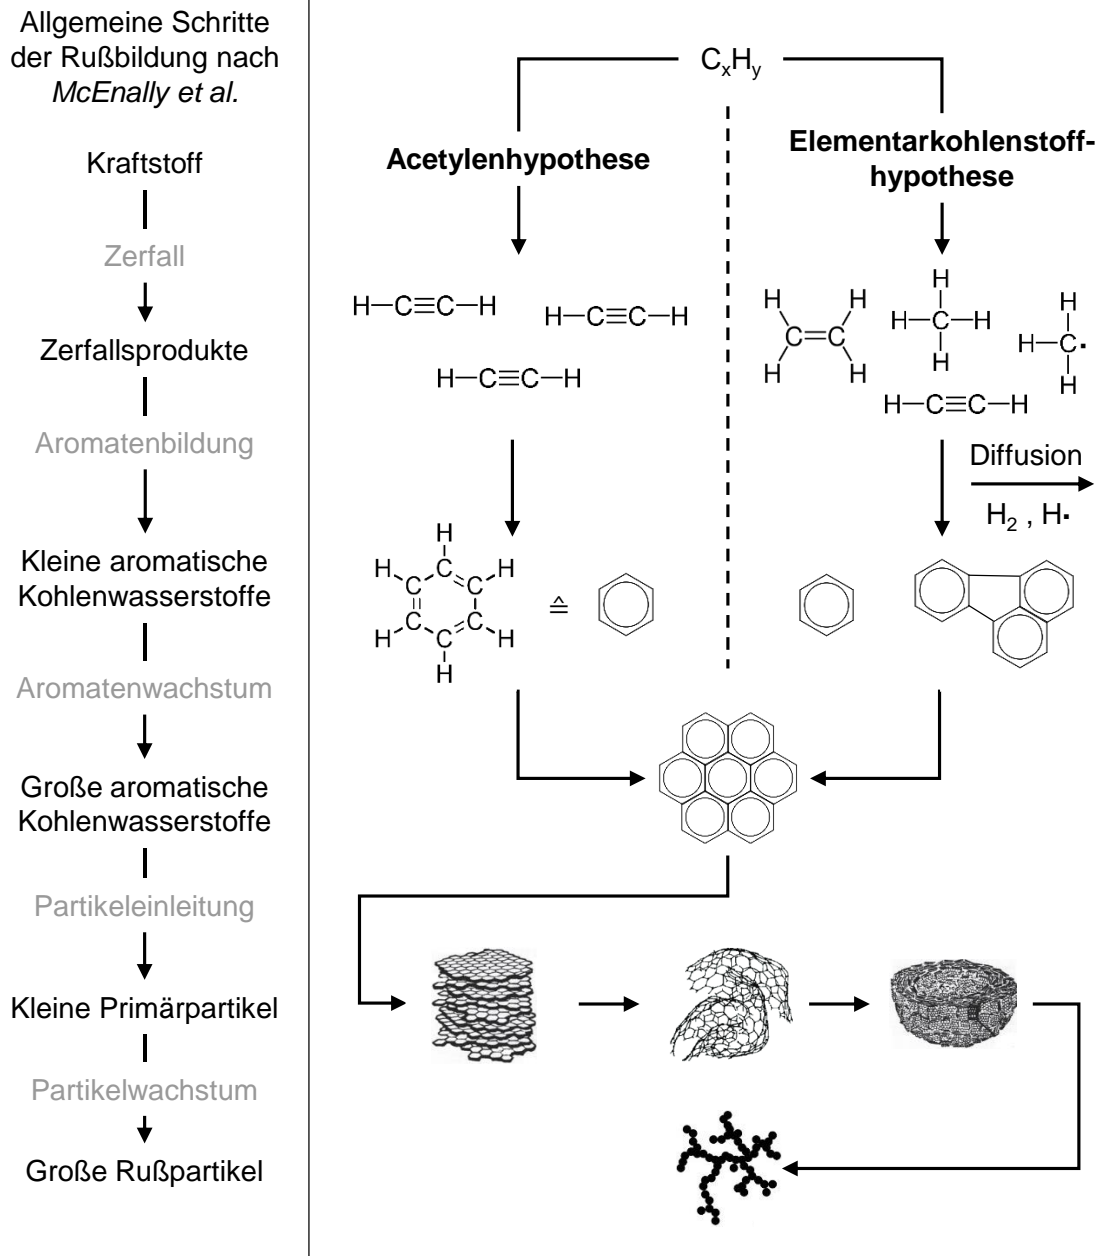 Allgemeine Schritte
der Rußbildung nach
McEnally et al.
Kraftstoff
Zerfall
Zerfallsprodukte
Aromatenbildung
Kleine aromatische
Kohlenwasserstoffe
Aromatenwachstum
Große aromatische
Kohlenwasserstoffe
Partikeleinleitung
Kleine Primärpartikel
Partikelwachstum
Große Rußpartikel
CxHy
Acetylenhypothese
Elementarkohlenstoff-
hypothese
H–C≡C–H
H–C≡C–H
H–C≡C–H
H H
C=C
H H
H
H–C–H
H
H
H–C·
H
H–C≡C–H
Diffusion
H2 , H·
H
H C H
C C
C C
H C H
H
≙